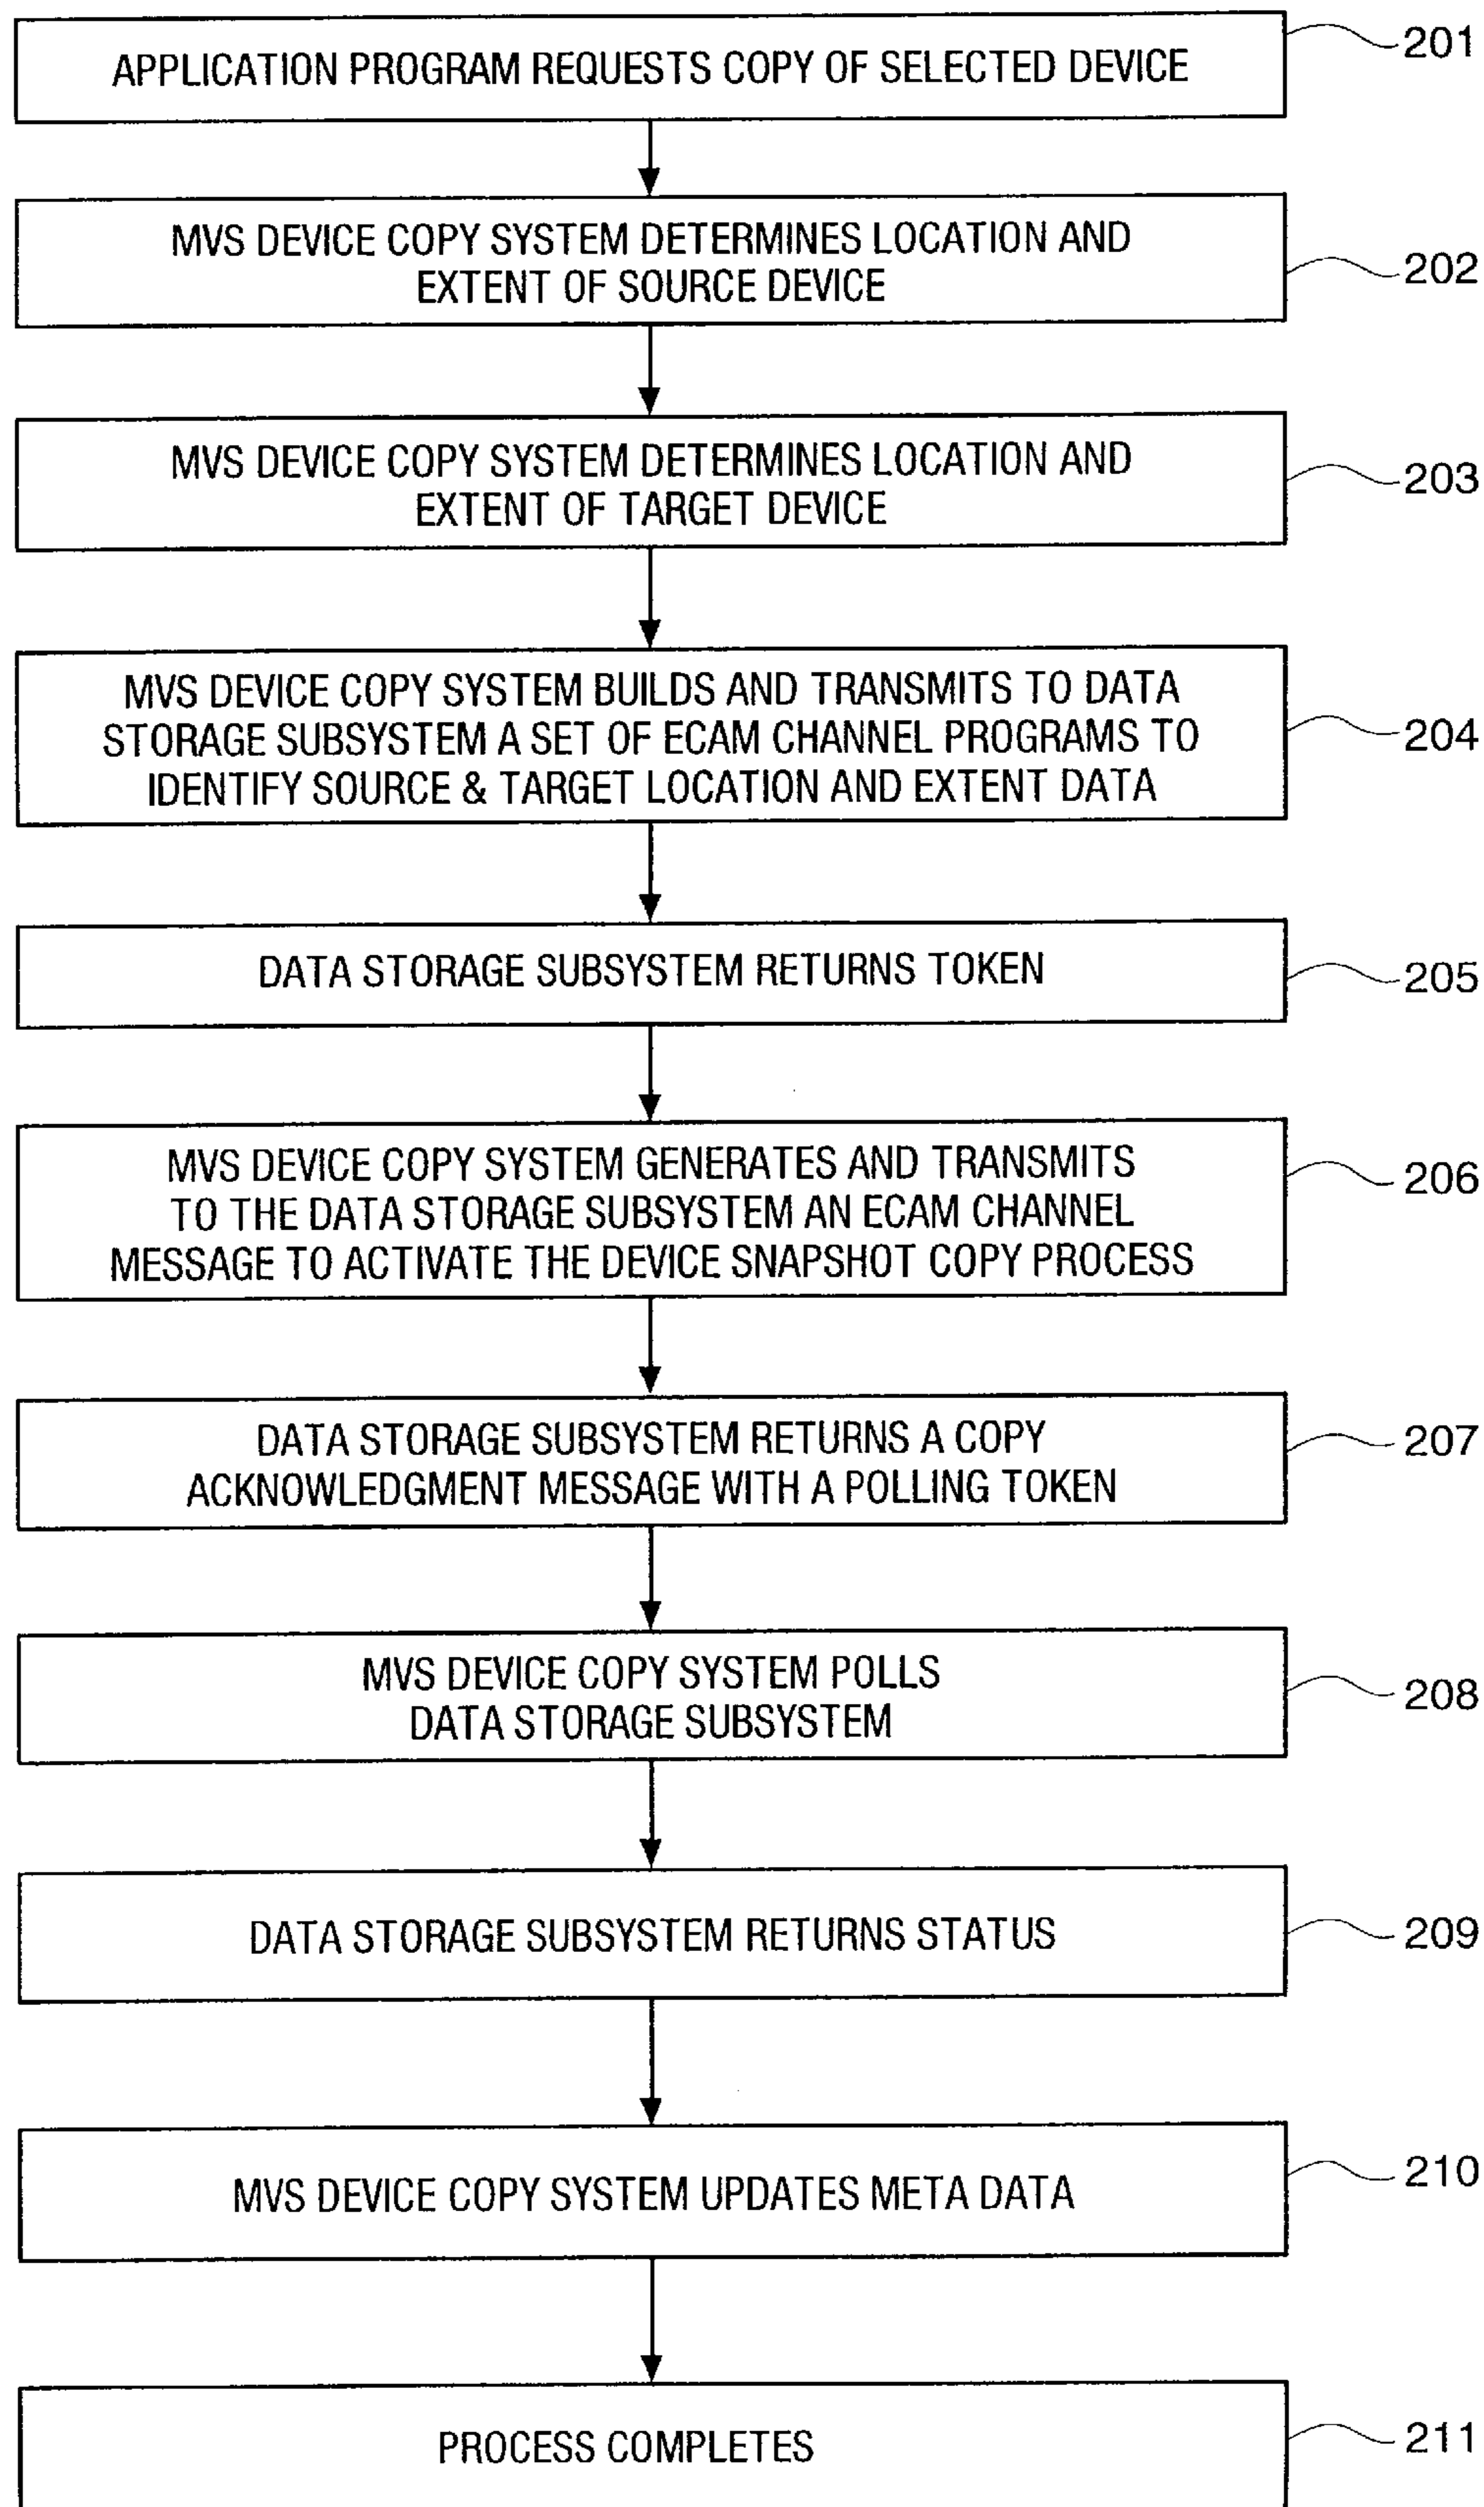 APPLICATION PROGRAM REQUESTS COPY OF SELECTED DEVICE
201
MVS DEVICE COPY SYSTEM DETERMINES LOCATION AND
EXTENT OF SOURCE DEVICE
202
MVS DEVICE COPY SYSTEM DETERMINES LOCATION AND
EXTENT OF TARGET DEVICE
203
MVS DEVICE COPY SYSTEM BUILDS AND TRANSMITS TO DATA
STORAGE SUBSYSTEM A SET OF ECAM CHANNEL PROGRAMS TO
IDENTIFY SOURCE & TARGET LOCATION AND EXTENT DATA
204
DATA STORAGE SUBSYSTEM RETURNS TOKEN
205
MVS DEVICE COPY SYSTEM GENERATES AND TRANSMITS
TO THE DATA STORAGE SUBSYSTEM AN ECAM CHANNEL
MESSAGE TO ACTIVATE THE DEVICE SNAPSHOT COPY PROCESS
206
DATA STORAGE SUBSYSTEM RETURNS A COPY
ACKNOWLEDGMENT MESSAGE WITH A POLLING TOKEN
207
MVS DEVICE COPY SYSTEM POLLS
DATA STORAGE SUBSYSTEM
208
DATA STORAGE SUBSYSTEM RETURNS STATUS
209
MVS DEVICE COPY SYSTEM UPDATES META DATA
210
PROCESS COMPLETES
211